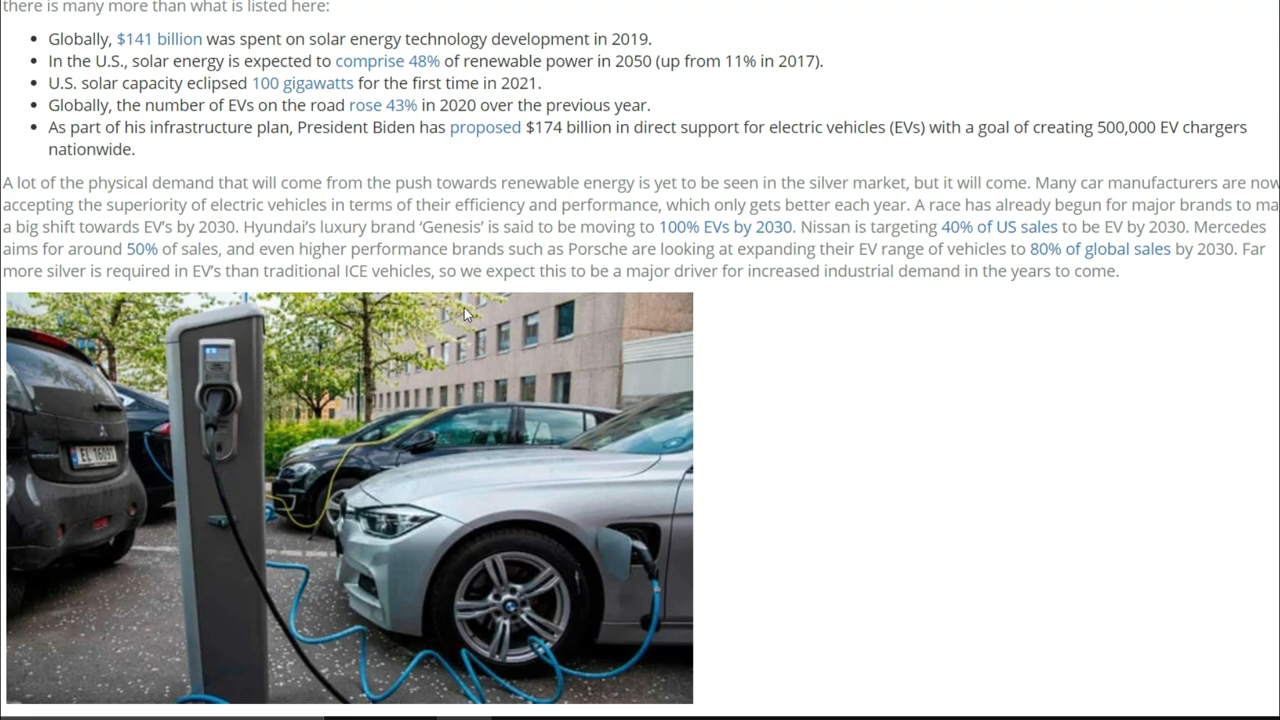 there is many more than what is listed here:
• Globally, $141 billion was spent on solar energy technology development in 2019.
• In the U.S., solar energy is expected to comprise 48% of renewable power in 2050 (up from 11% in 2017).
• U.S. solar capacity eclipsed 100 gigawatts for the first time in 2021.
• Globally, the number of EVs on the road rose 43% in 2020 over the previous year.
• As part of his infrastructure plan, President Biden has proposed $174 billion in direct support for electric vehicles (EVs) with a goal of creating 500,000 EV chargers
nationwide.
A lot of the physical demand that will come from the push towards renewable energy is yet to be seen in the silver market, but it will come. Many car manufacturers are now
accepting the superiority of electric vehicles in terms of their efficiency and performance, which only gets better each year. A race has already begun for major brands to ma
a big shift towards EV's by 2030. Hyundai's luxury brand ‘Genesis’ is said to be moving to 100% EVs by 2030. Nissan is targeting 40% of US sales to be EV by 2030. Mercedes
aims for around 50% of sales, and even higher performance brands such as Porsche are looking at expanding their EV range of vehicles to 80% of global sales by 2030. Far
more silver is required in EV's than traditional ICE vehicles, so we expect this to be a major driver for increased industrial demand in the years to come.
EL 16091